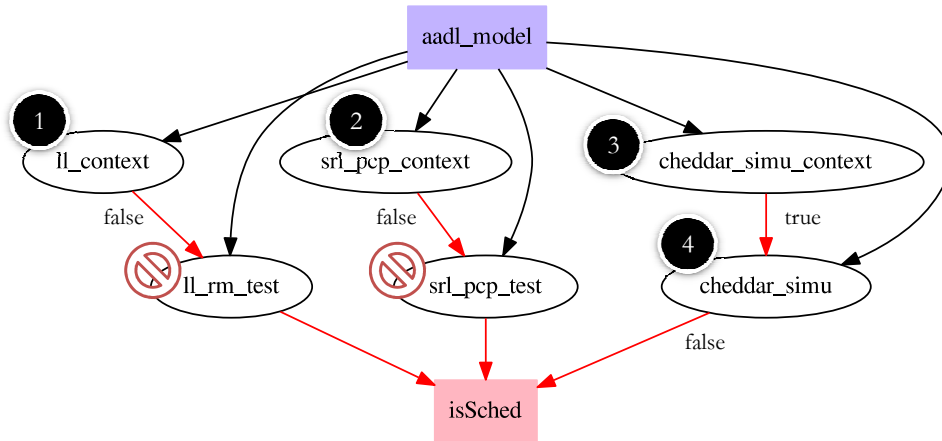 aadl_model
1
2
3
ll_context
srl_pcp_context
cheddar_simu_context
false
false
true
4
ll_rm_test
srl_pcp_test
cheddar_simu
false
isSched